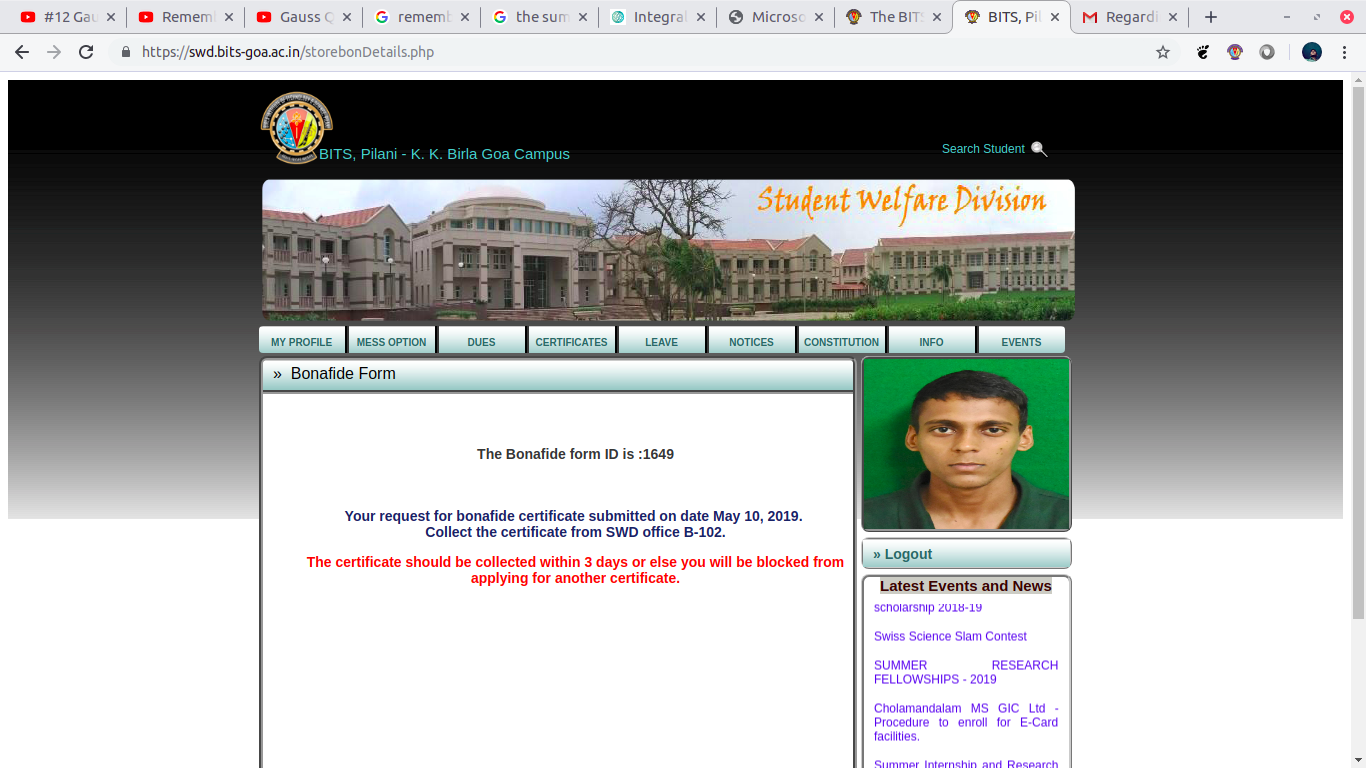 #12 Gau
Rememb
Gauss Q
rememb
the sum
Integral
Microso
The BITS
BITS, Pil
Regardi
https://swd.bits-goa.ac.in/storebonDetails.php
BITS, Pilani - K. K. Birla Goa Campus
Search Student
Student Welfare Division
MY PROFILE
MESS OPTION
DUES
CERTIFICATES
LEAVE
NOTICES
CONSTITUTION
INFO
EVENTS
» Bonafide Form
The Bonafide form ID is :1649
Your request for bonafide certificate submitted on date May 10, 2019.
Collect the certificate from SWD office B-102.
The certificate should be collected within 3 days or else you will be blocked from
applying for another certificate.
» Logout
Latest Events and News
scholarship 2018-19
Swiss Science Slam Contest
SUMMER RESEARCH
FELLOWSHIPS - 2019
Cholamandalam MS GIC Ltd -
Procedure to enroll for E-Card
facilities.
Summer Internship and Research